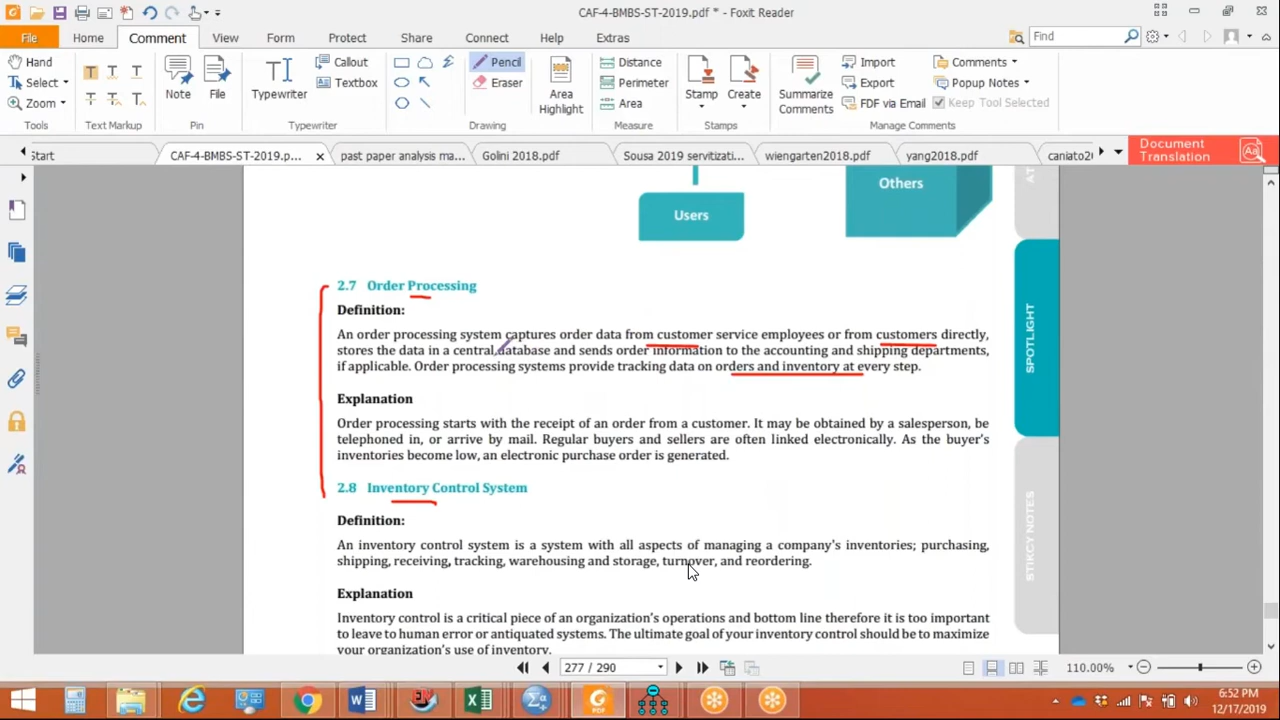 CAF-4-BMBS-ST-2019.pdf * - Foxit Reader
File Home Comment View Form Protect Share Connect Help Extras
Find
Hand
Select
Zoom
Tools
Text Markup
Note
File
Pin
Typewriter
Callout
Textbox
Typewriter
Pencil
Eraser
Area
Highlight
Drawing
Distance
Perimeter
Area
Measure
Stamp
Create
Stamps
Summarize
Comments
Import
Export
FDF via Email
Comments
Popup Notes
Keep Tool Selected
Manage Comments
Start
CAF-4-BMBS-ST-2019.p...
past paper analysis ma...
Golini 2018.pdf
Sousa 2019 servitizati...
wiengarten2018.pdf
yang2018.pdf
caniato2
Document
Translation
Users
Others
AT
SPOTLIGHT
STIKCY NOTES
2.7 Order Processing
Definition:
An order processing system captures order data from customer service employees or from customers directly,
stores the data in a central database and sends order information to the accounting and shipping departments,
if applicable. Order processing systems provide tracking data on orders and inventory at every step.
Explanation
Order processing starts with the receipt of an order from a customer. It may be obtained by a salesperson, be
telephoned in, or arrive by mail. Regular buyers and sellers are often linked electronically. As the buyer's
inventories become low, an electronic purchase order is generated.
2.8 Inventory Control System
Definition:
An inventory control system is a system with all aspects of managing a company's inventories; purchasing,
shipping, receiving, tracking, warehousing and storage, turnover, and reordering.
Explanation
Inventory control is a critical piece of an organization's operations and bottom line therefore it is too important
to leave to human error or antiquated systems. The ultimate goal of your inventory control should be to maximize
your organization's use of inventory.
277 / 290
110.00%
6:52 PM
12/17/2019